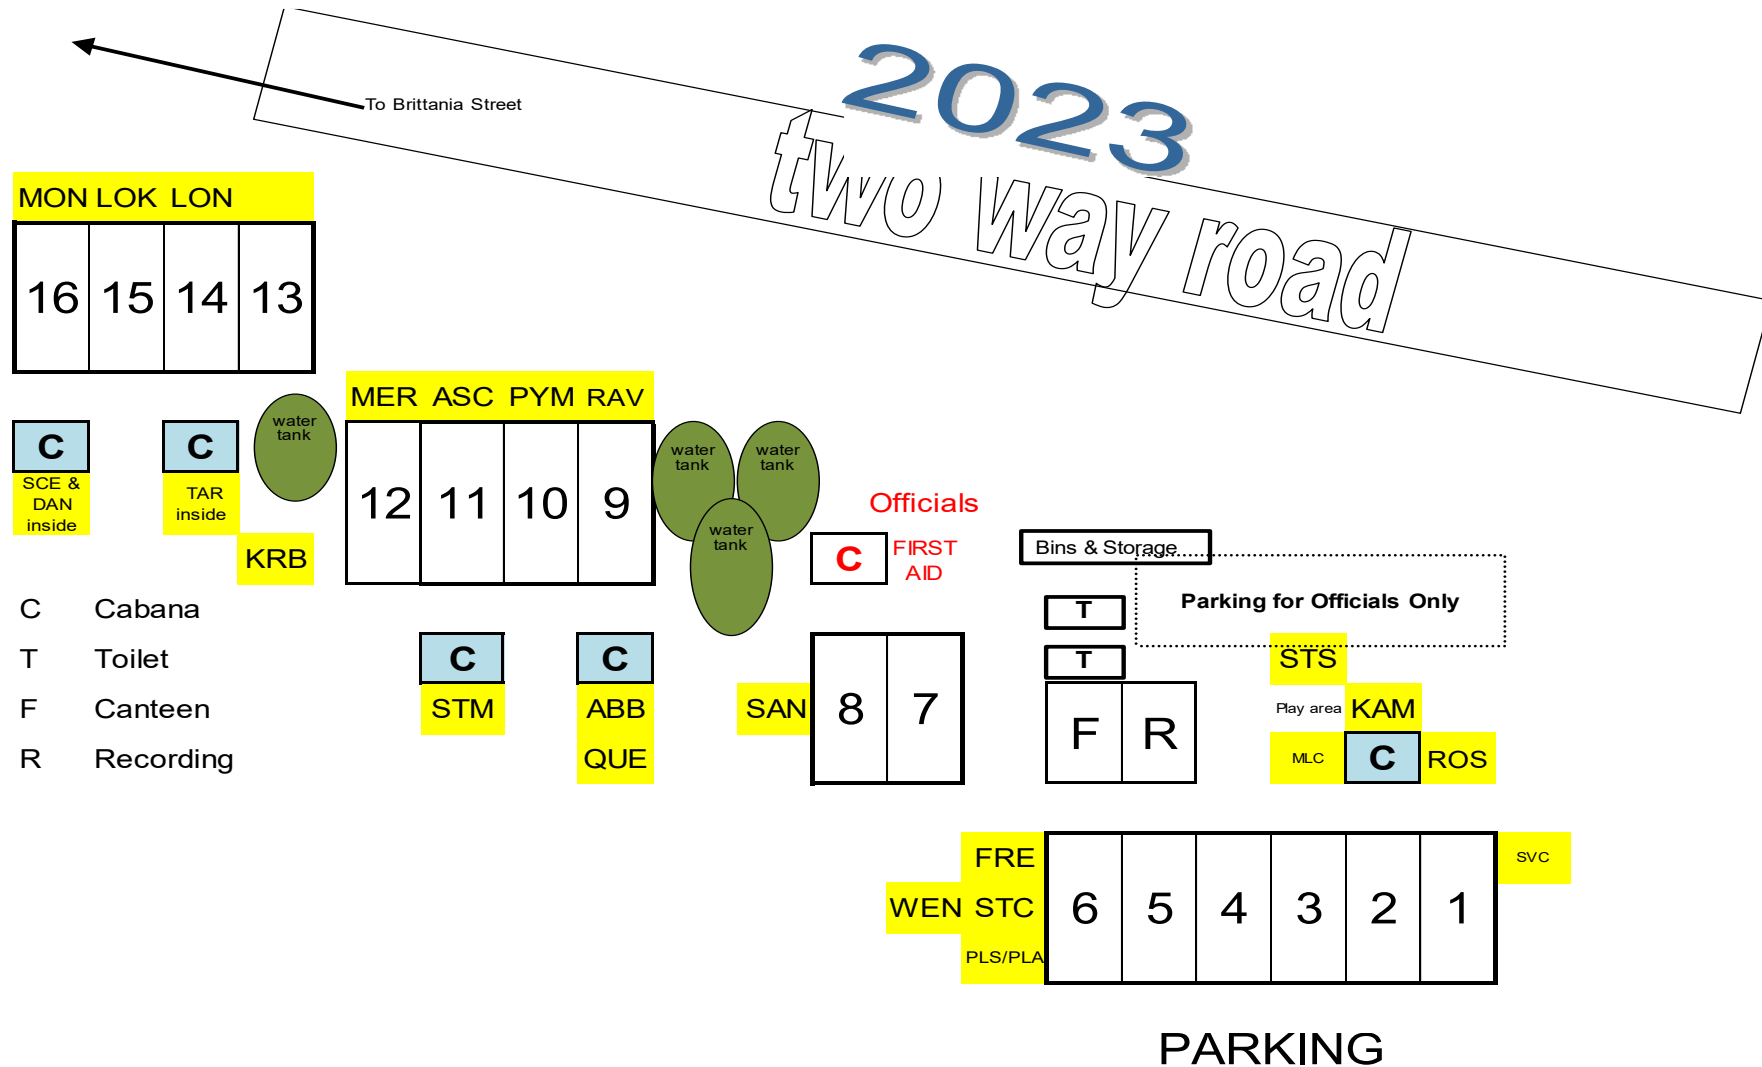 2023
To Brittania Street
two way road
MON LOK LON
16 15 14 13
MER ASC PYM RAV
12 11 10 9
water
tank
water
tank
water
tank
water
tank
C
SCE &
DAN
inside
C
TAR
inside
KRB
Officials
C
FIRST
AID
Bins & Storage
Parking for Officials Only
T
T
C Cabana
T Toilet
F Canteen
R Recording
C
STM
C
ABB
QUE
SAN
8 7
F R
STS
Play area KAM
MLC C ROS
FRE
WEN STC
PLS/PLA
6 5 4 3 2 1
SVC
PARKING